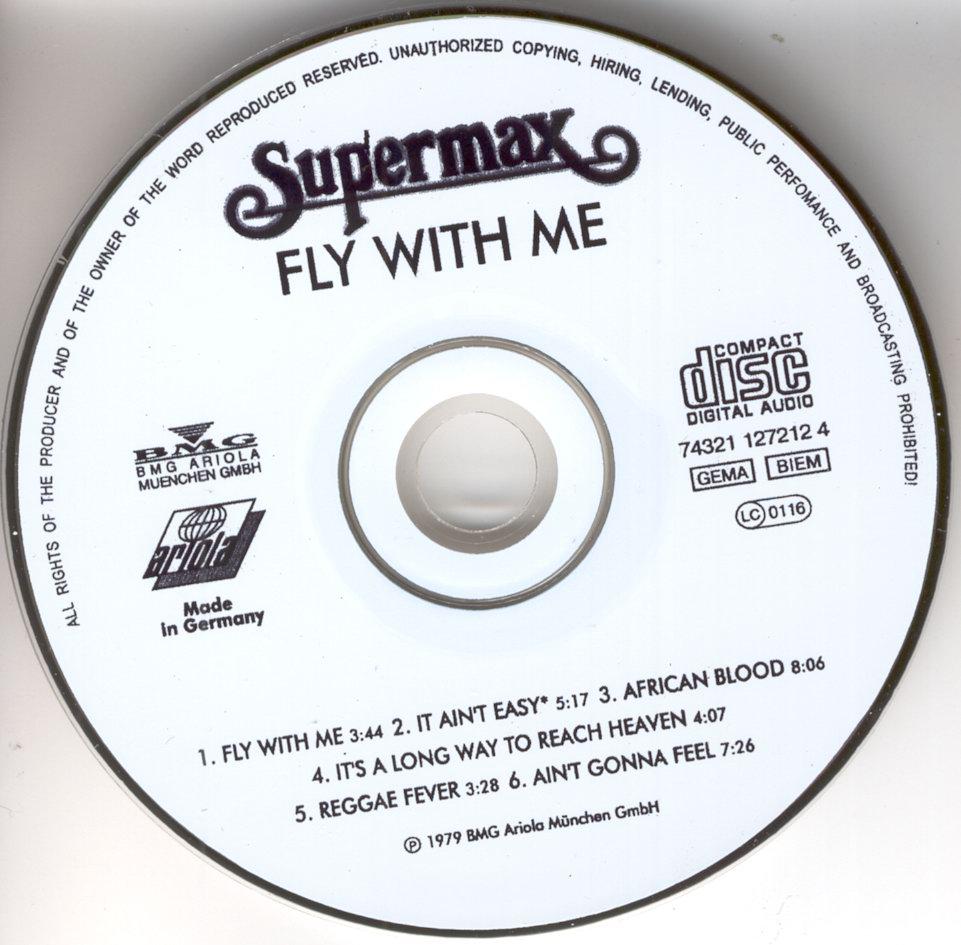 ALL RIGHTS OF THE PRODUCER AND OF THE OWNER OF THE WORD REPRODUCED RESERVED. UNAUTHORIZED COPYING, HIRING, LENDING, PUBLIC PERFOMANCE AND BROADCASTING PROHIBITED!
Supermax
FLY WITH ME
COMPACT
disc
DIGITAL AUDIO
74321 127212 4
GEMA BIEM
LC 0116
BMG
BMG ARIOLA
MUENCHEN GMBH
ariola
Made
in Germany
1. FLY WITH ME 3:44 2. IT AIN'T EASY* 5:17 3. AFRICAN BLOOD 8:06
4. IT'S A LONG WAY TO REACH HEAVEN 4:07
5. REGGAE FEVER 3:28 6. AIN'T GONNA FEEL 7:26
Ⓟ 1979 BMG Ariola München GmbH